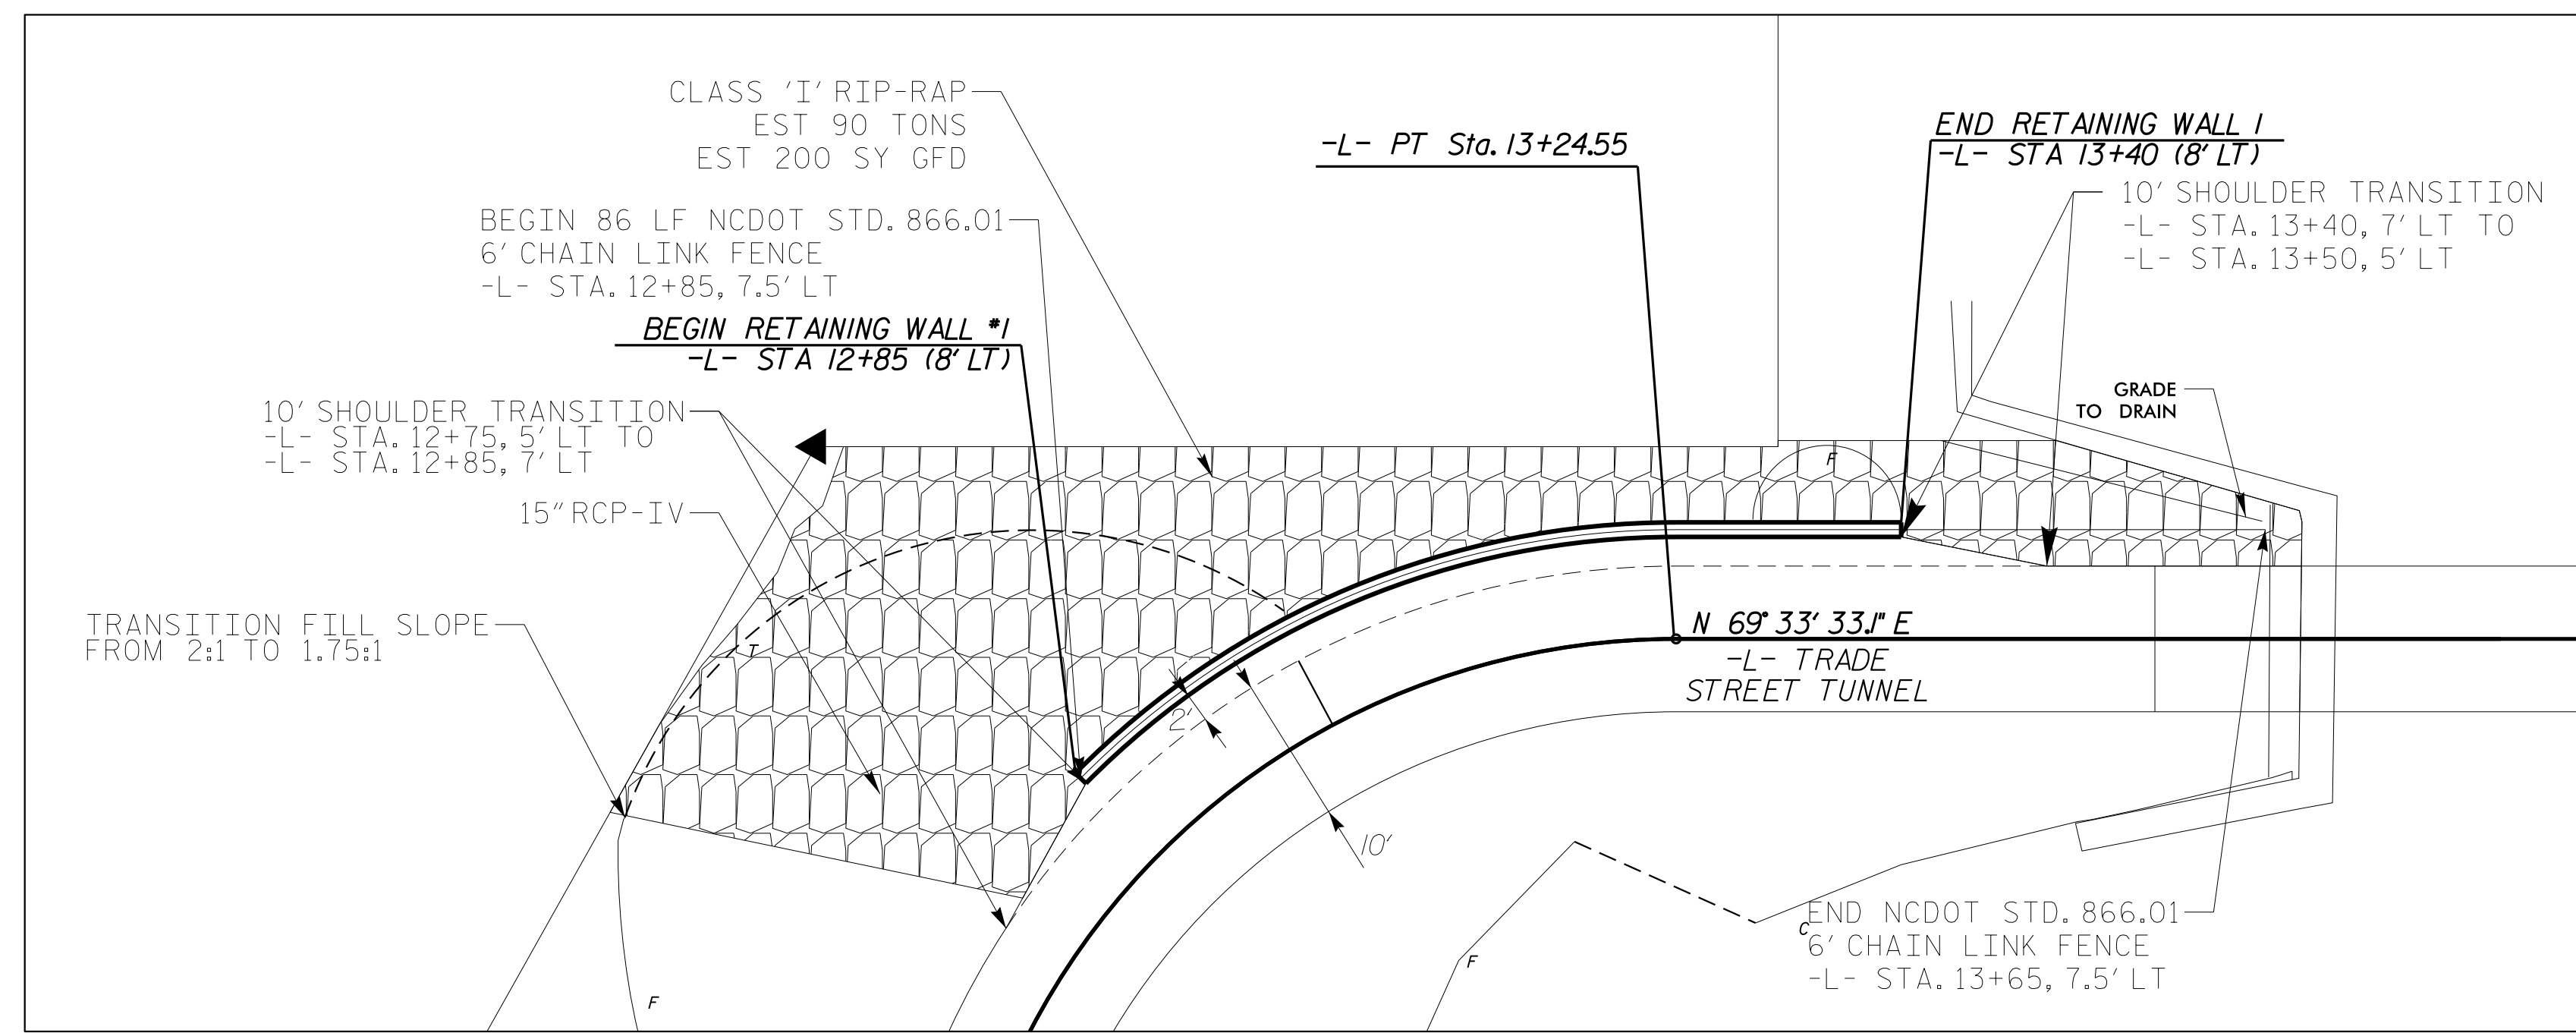 CLASS 'I' RIP-RAP
EST 90 TONS
EST 200 SY GFD
BEGIN 86 LF NCDOT STD. 866.01
6' CHAIN LINK FENCE
-L- STA. 12+85, 7.5' LT
BEGIN RETAINING WALL #1
-L- STA 12+85 (8' LT)
10' SHOULDER TRANSITION
-L- STA. 12+75, 5' LT TO
-L- STA. 12+85, 7' LT
15" RCP-IV
TRANSITION FILL SLOPE
FROM 2:1 TO 1.75:1
-L- PT Sta. 13+24.55
END RETAINING WALL 1
-L- STA 13+40 (8' LT)
10' SHOULDER TRANSITION
-L- STA. 13+40, 7' LT TO
-L- STA. 13+50, 5' LT
GRADE
TO DRAIN
F
T
N 69° 33' 33.1" E
-L- TRADE
STREET TUNNEL
2'
10'
END NCDOT STD. 866.01
C
6' CHAIN LINK FENCE
-L- STA. 13+65, 7.5' LT
F
F